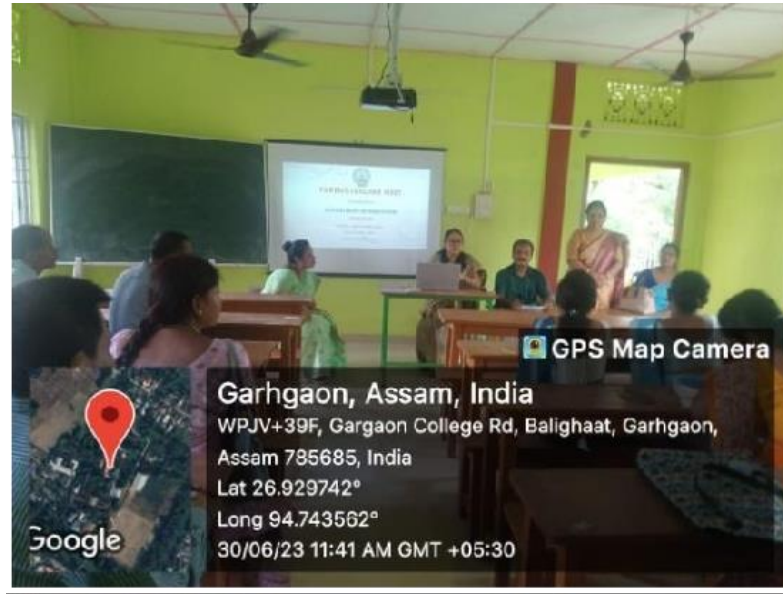 GPS Map Camera
Garhgaon, Assam, India
WPJV+39F, Gargaon College Rd, Balighaat, Garhgaon,
Assam 785685, India
Lat 26.929742°
Long 94.743562°
30/06/23 11:41 AM GMT +05:30
Google